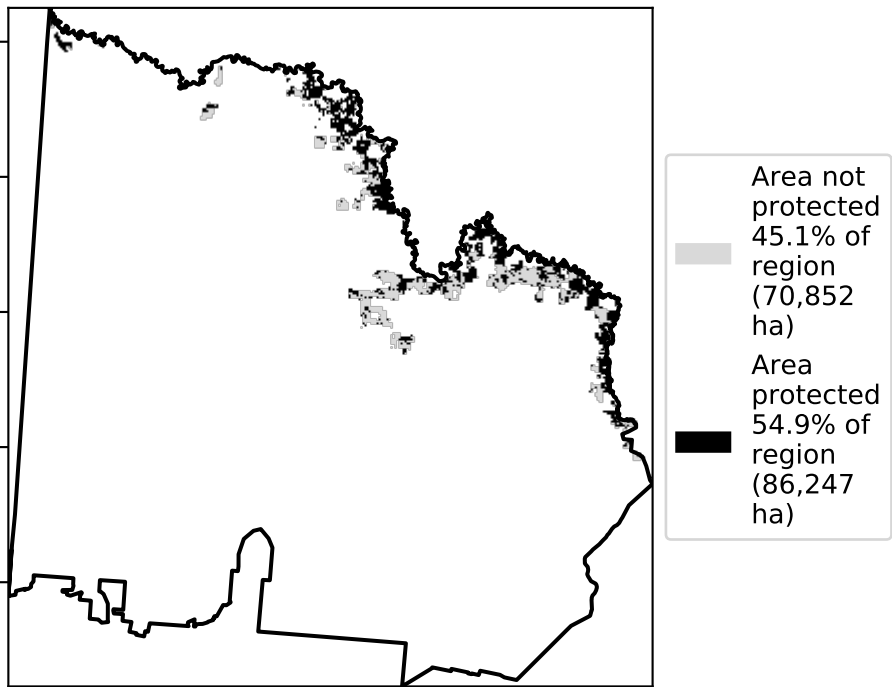 Area not
protected
45.1% of
region
(70,852
ha)
Area
protected
54.9% of
region
(86,247
ha)